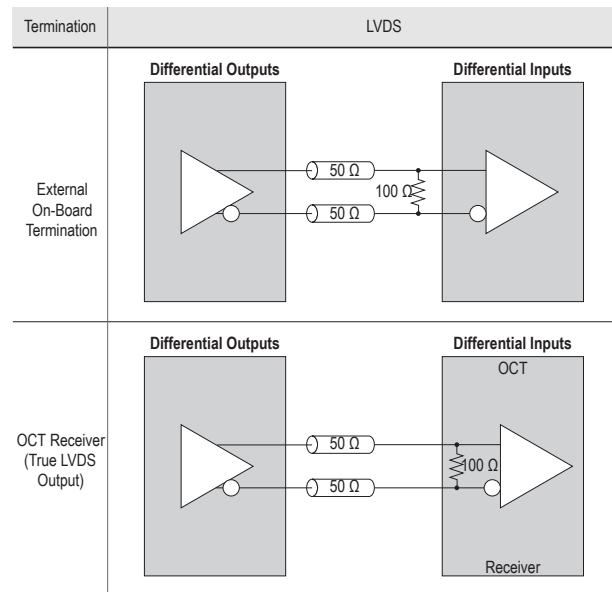 Termination
LVDS
Differential Outputs
Differential Inputs
External
On-Board
Termination
50 Ω
100 Ω
50 Ω
Differential Outputs
Differential Inputs
OCT
OCT Receiver
(True LVDS
Output)
50 Ω
100 Ω
50 Ω
Receiver